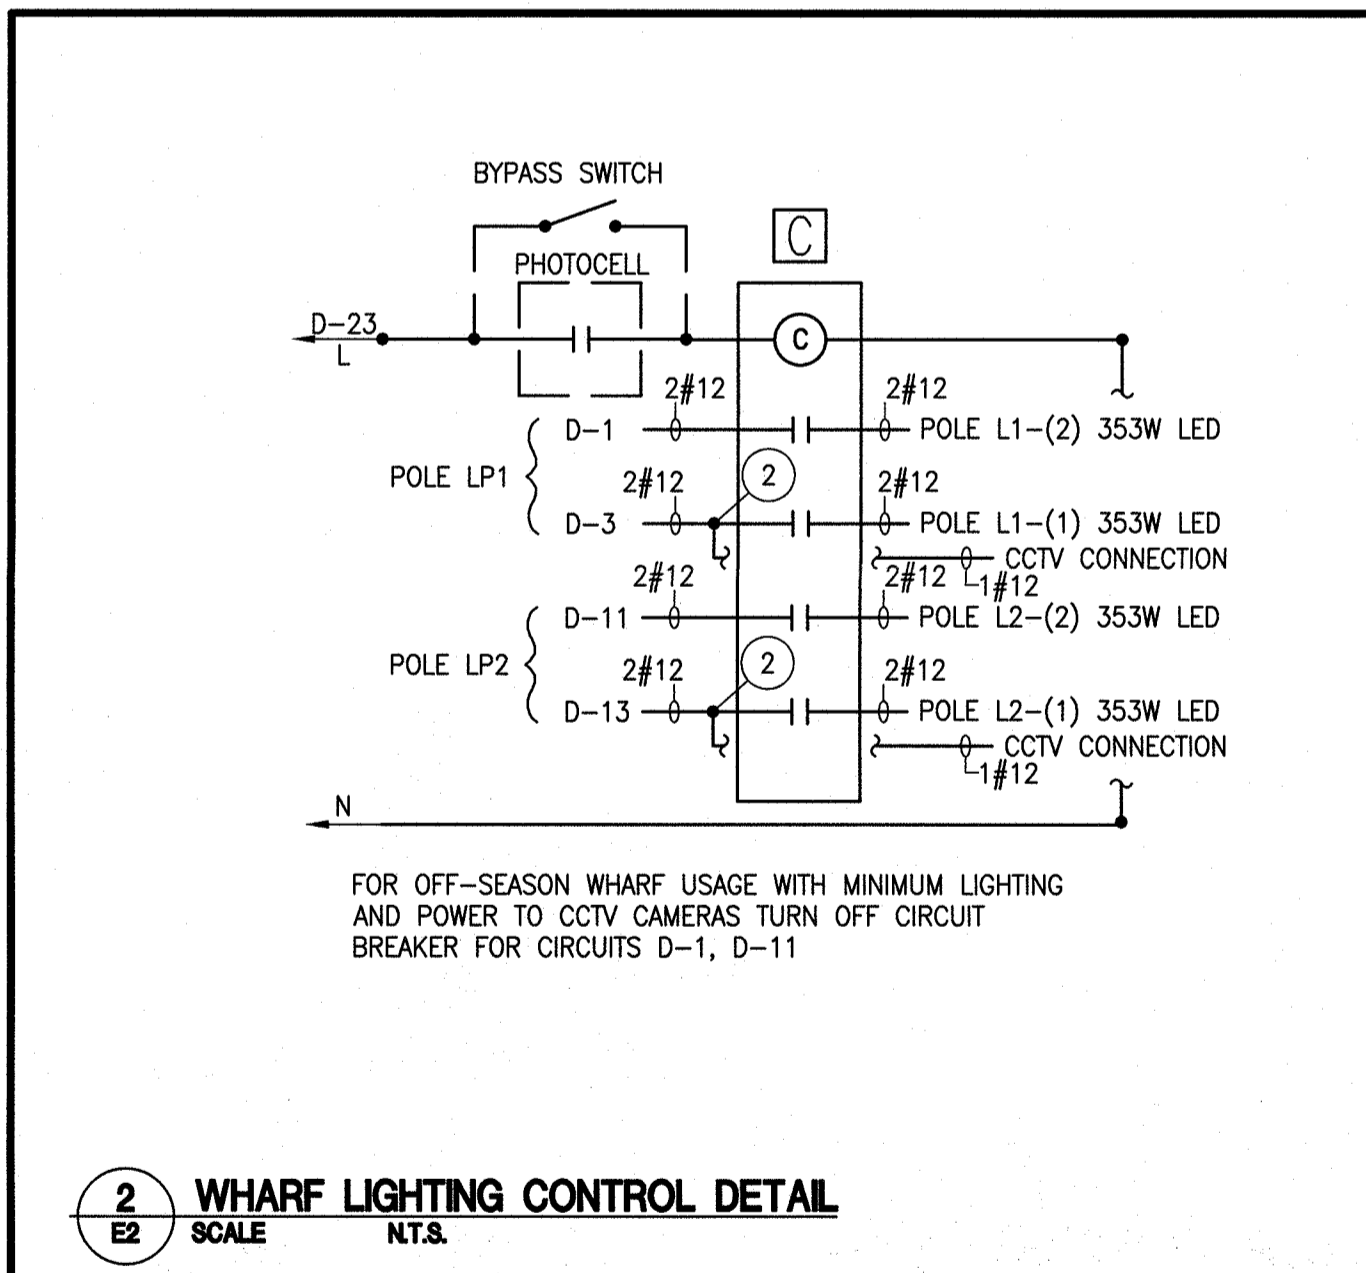 BYPASS SWITCH
C
PHOTOCELL
D-23
L
C
2#12
2#12
D-1
POLE L1-(2) 353W LED
POLE LP1
2
2#12
2#12
D-3
POLE L1-(1) 353W LED
CCTV CONNECTION
1#12
2#12
2#12
D-11
POLE L2-(2) 353W LED
POLE LP2
2
2#12
2#12
D-13
POLE L2-(1) 353W LED
CCTV CONNECTION
1#12
N
FOR OFF-SEASON WHARF USAGE WITH MINIMUM LIGHTING
AND POWER TO CCTV CAMERAS TURN OFF CIRCUIT
BREAKER FOR CIRCUITS D-1, D-11
2
E2
WHARF LIGHTING CONTROL DETAIL
SCALE N.T.S.